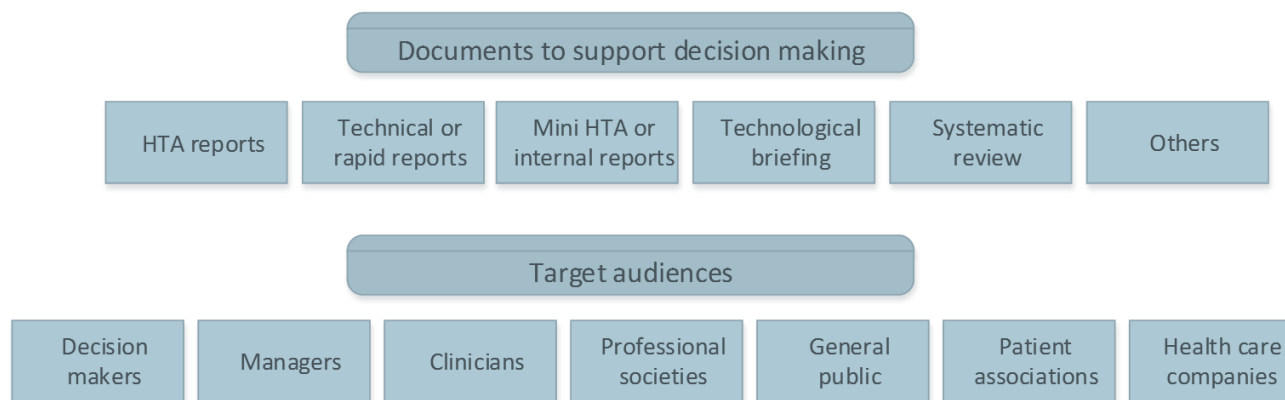 Documents to support decision making
HTA reports
Technical or
rapid reports
Mini HTA or
internal reports
Technological
briefing
Systematic
review
Others
Target audiences
Decision
makers
Managers
Clinicians
Professional
societies
General
public
Patient
associations
Health care
companies